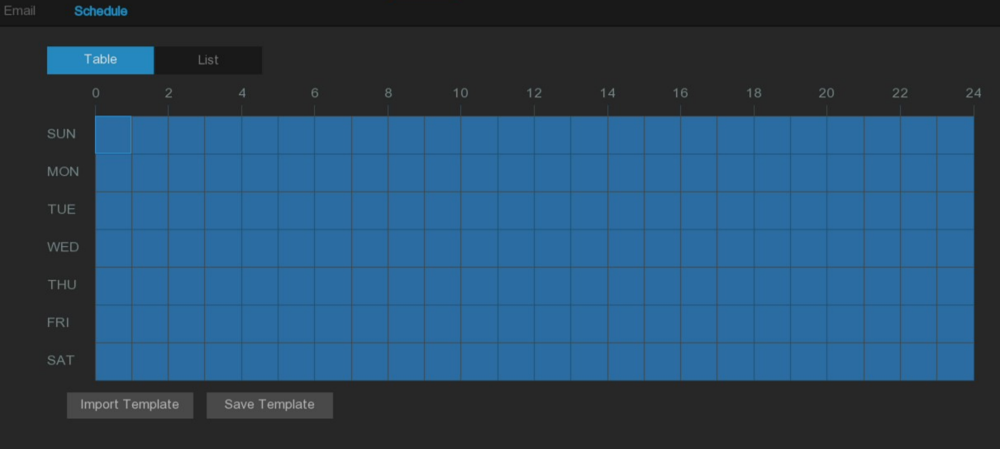 Email Schedule
Table List
0 2 4 6 8 10 12 14 16 18 20 22 24
SUN
MON
TUE
WED
THU
FRI
SAT
Import Template Save Template